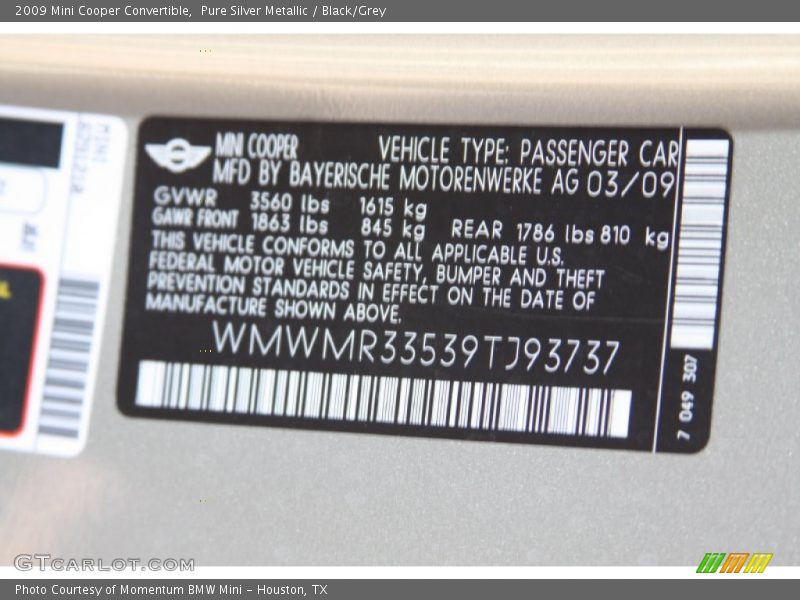 2009 Mini Cooper Convertible,  Pure Silver Metallic / Black/Grey
MINI COOPER VEHICLE TYPE: PASSENGER CAR
MFD BY BAYERISCHE MOTORENWERKE AG 03/09
GVWR 3560 lbs 1615 kg
GAWR FRONT 1863 lbs 845 kg REAR 1786 lbs 810 kg
THIS VEHICLE CONFORMS TO ALL APPLICABLE U.S.
FEDERAL MOTOR VEHICLE SAFETY, BUMPER AND THEFT
PREVENTION STANDARDS IN EFFECT ON THE DATE OF
MANUFACTURE SHOWN ABOVE.
WMWMR33539TJ93737
7 049 307
GTCARLOT.COM
Photo Courtesy of Momentum BMW Mini - Houston, TX